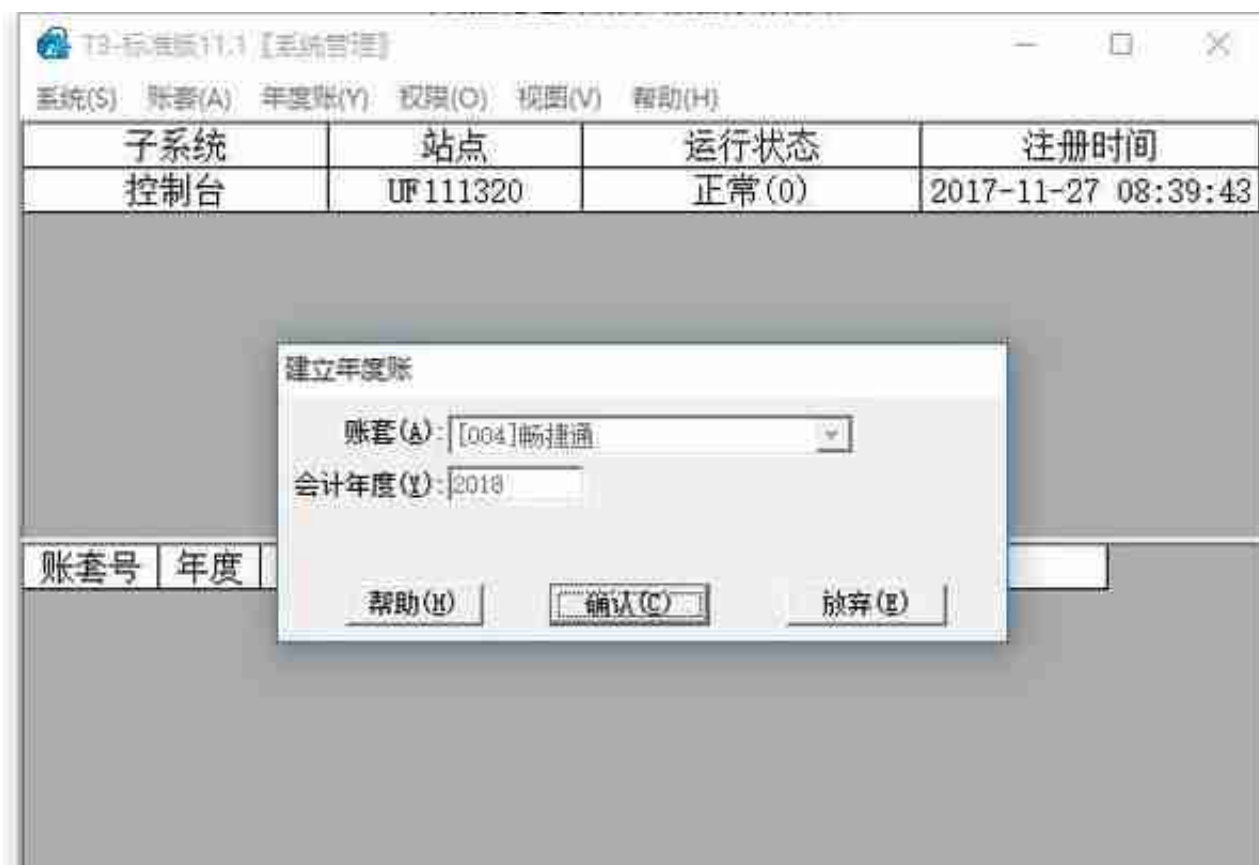 T3-标准版11.1【系统管理】
系统(S) 账套(A) 年度账(Y) 权限(O) 视图(V) 帮助(H)
子系统 站点 运行状态 注册时间
控制台 UF111320 正常(0) 2017-11-27 08:39:43
建立年度账
账套(A): [004]畅捷通
会计年度(Y): 2018
账套号 年度
帮助(H) 确认(C) 放弃(E)